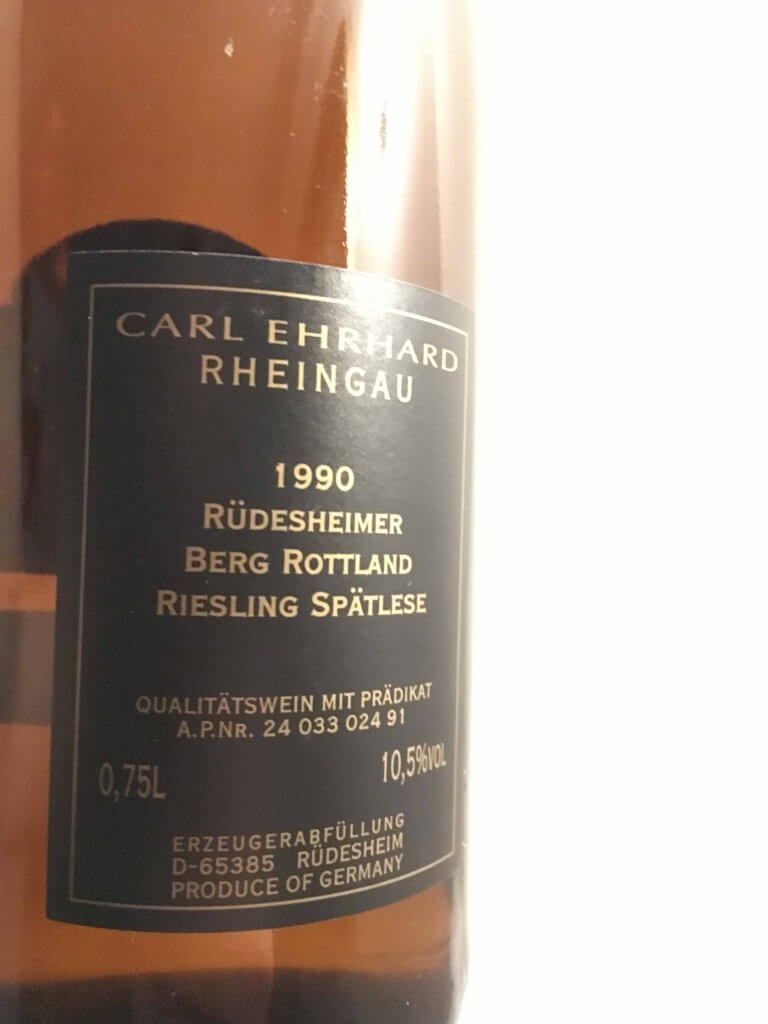 CARL EHRHARD
RHEINGAU
1990
RÜDESHEIMER
BERG ROTTLAND
RIESLING SPÄTLESE
QUALITÄTSWEIN MIT PRÄDIKAT
A.P.NR. 24 033 024 91
0,75L 10,5%VOL
ERZEUGERABFÜLLUNG
D-65385 RÜDESHEIM
PRODUCE OF GERMANY